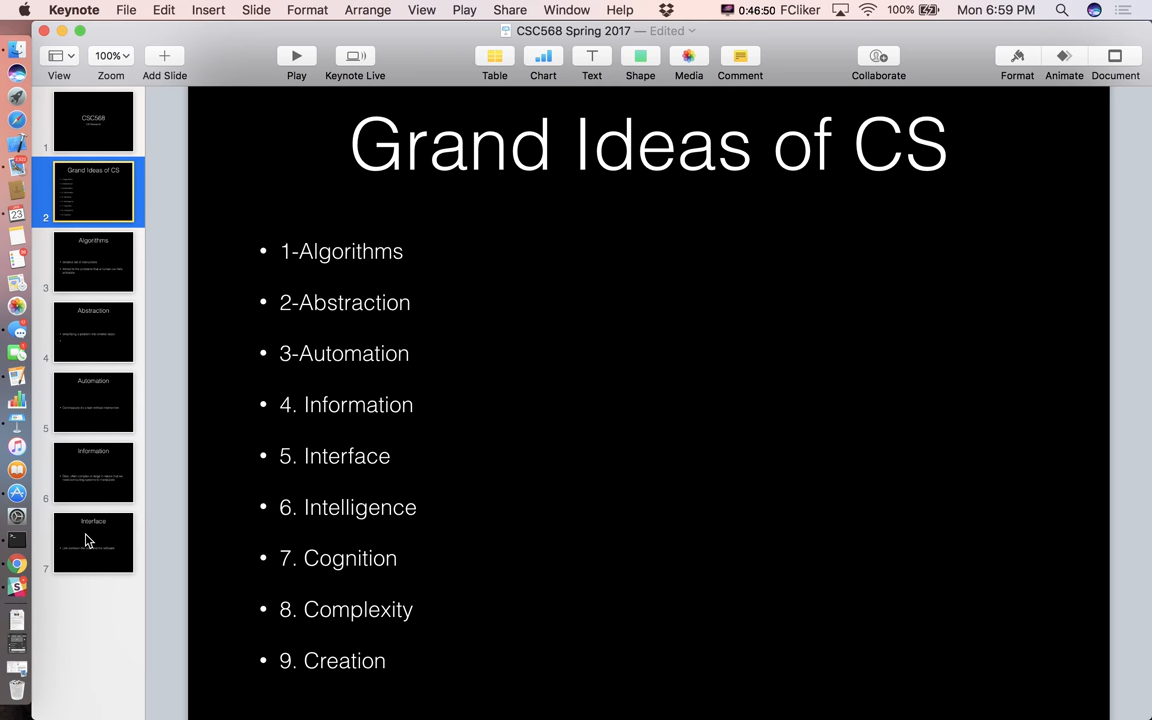 Keynote File Edit Insert Slide Format Arrange View Play Share Window Help 0:46:50 FCliker 100% Mon 6:59 PM
CSC568 Spring 2017 — Edited
100%
View Zoom Add Slide Play Keynote Live Table Chart Text Shape Media Comment Collaborate Format Animate Document
CSC568
1
Grand Ideas of CS
2
Algorithms
3
Abstraction
4
Automation
5
Information
6
Interface
7
Grand Ideas of CS
• 1-Algorithms
• 2-Abstraction
• 3-Automation
• 4. Information
• 5. Interface
• 6. Intelligence
• 7. Cognition
• 8. Complexity
• 9. Creation